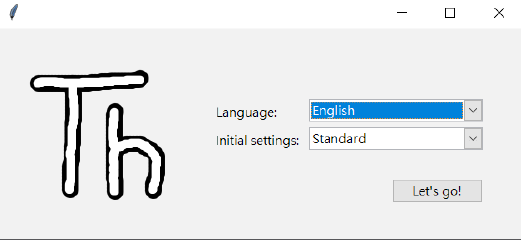 Th
Language: English
Initial settings: Standard
Let's go!